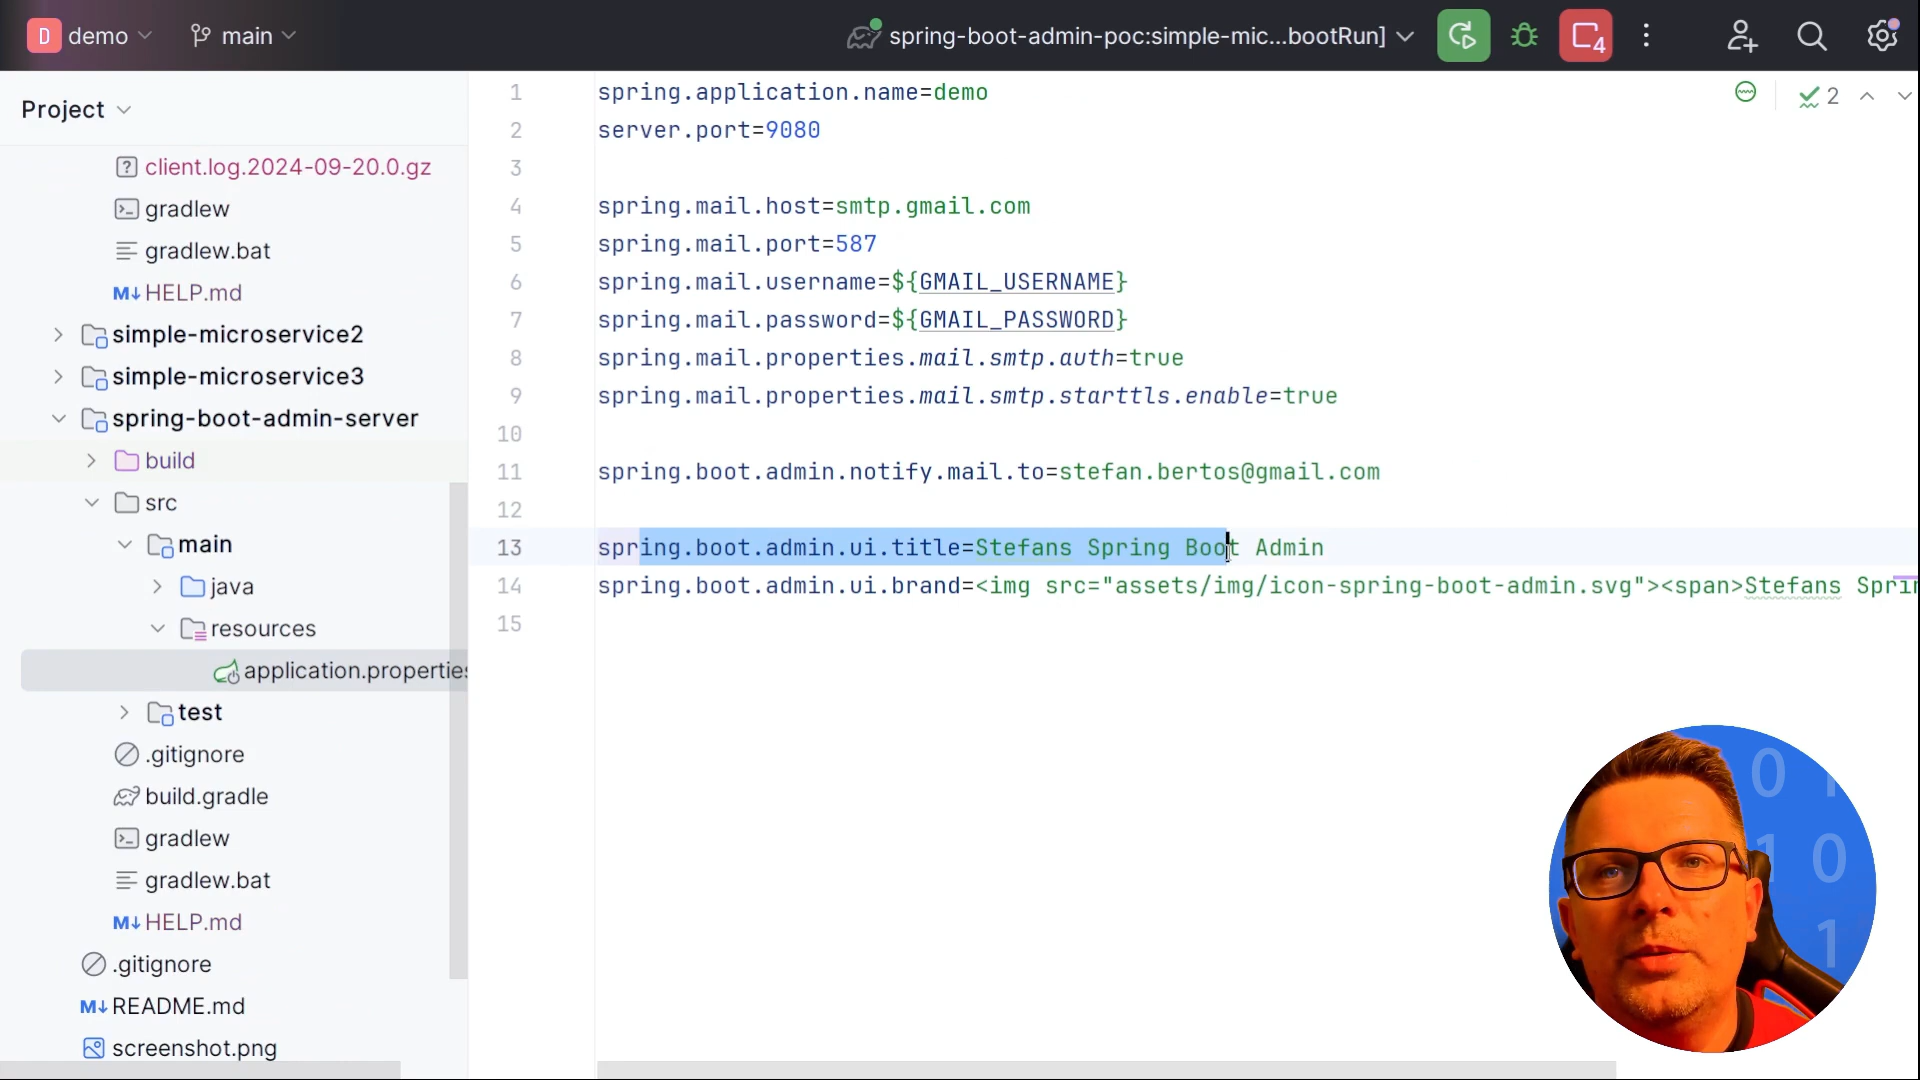 D demo main spring-boot-admin-poc:simple-mic...bootRun] 4
Project
client.log.2024-09-20.0.gz
gradlew
gradlew.bat
M↓ HELP.md
simple-microservice2
simple-microservice3
spring-boot-admin-server
build
src
main
java
resources
application.properties
test
.gitignore
build.gradle
gradlew
gradlew.bat
M↓ HELP.md
.gitignore
M↓ README.md
screenshot.png
1 spring.application.name=demo
2 server.port=9080
3
4 spring.mail.host=smtp.gmail.com
5 spring.mail.port=587
6 spring.mail.username=${GMAIL_USERNAME}
7 spring.mail.password=${GMAIL_PASSWORD}
8 spring.mail.properties.mail.smtp.auth=true
9 spring.mail.properties.mail.smtp.starttls.enable=true
10
11 spring.boot.admin.notify.mail.to=stefan.bertos@gmail.com
12
13 spring.boot.admin.ui.title=Stefans Spring Boot Admin
14 spring.boot.admin.ui.brand=<img src="assets/img/icon-spring-boot-admin.svg"><span>Stefans Sprin
15
2
0 1
1 0
1